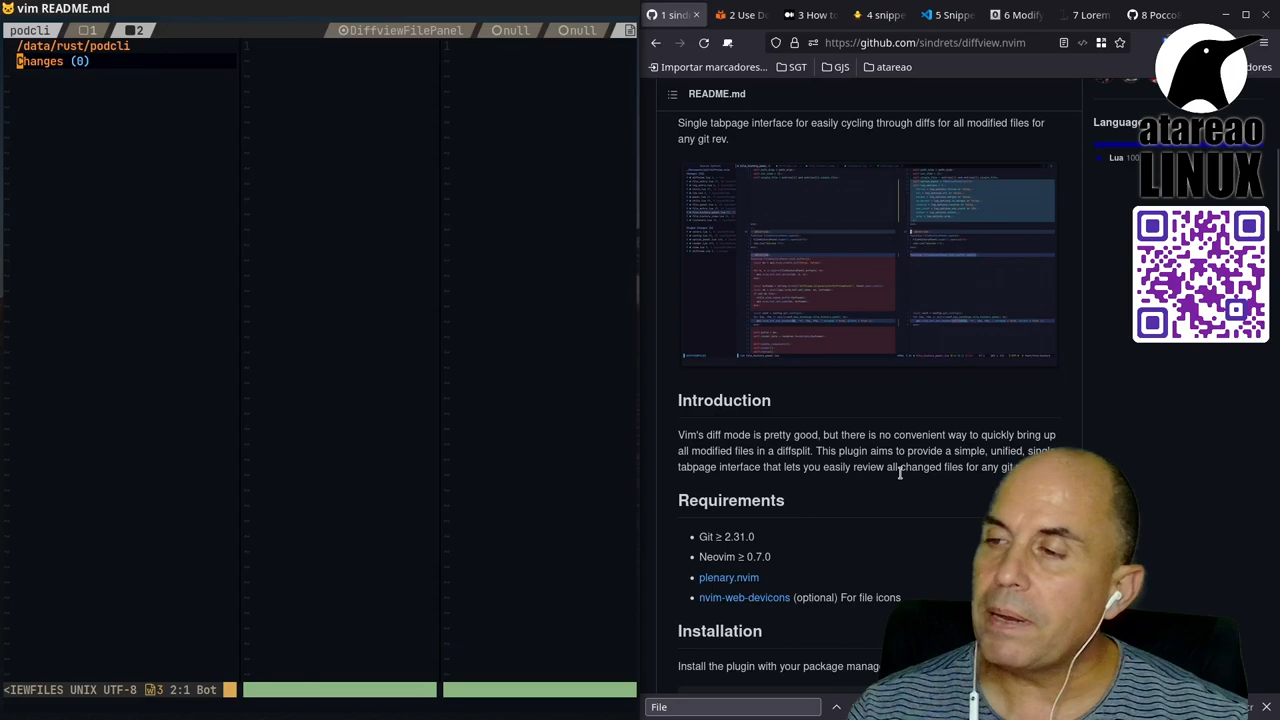 vim README.md
podcli 1 2 DiffviewFilePanel null null
/data/rust/podcli
Changes (0)
1 1
<IEWFILES UNIX UTF-8 3 2:1 Bot
1 sindr
2 Ul
3 How t
4 snippe
5 Snippe
6 Modify
7 Lorem
8 Pocco
https://github.com/sindrets/diffview.nvim
Importar marcadores... SGT GJS atareao
README.md
Single tabpage interface for easily cycling through diffs for all modified files for
any git rev.
Introduction
Vim's diff mode is pretty good, but there is no convenient way to quickly bring up
all modified files in a diffsplit. This plugin aims to provide a simple, unified, single
tabpage interface that lets you easily review all changed files for any git
Requirements
Git ≥ 2.31.0
Neovim ≥ 0.7.0
plenary.nvim
nvim-web-devicons (optional) For file icons
Installation
Install the plugin with your package manag
File
Languag
Lua 100
atareao
LINUX